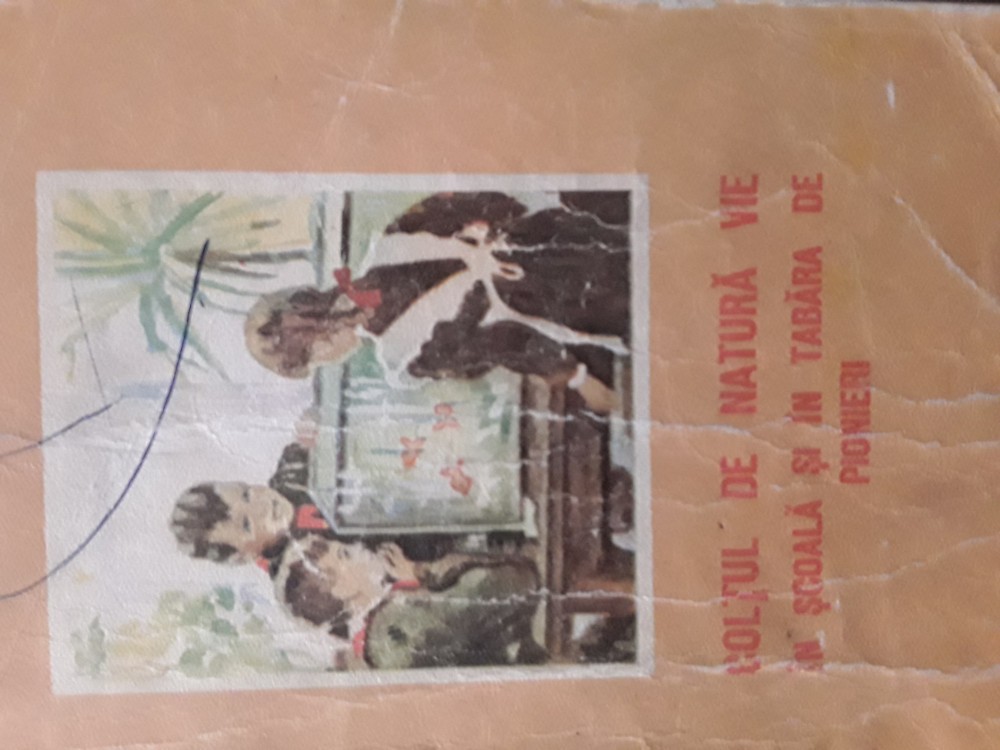 COLȚUL DE NATURĂ VIE
ÎN ȘCOALĂ ȘI ÎN TABĂRA DE
PIONIERI